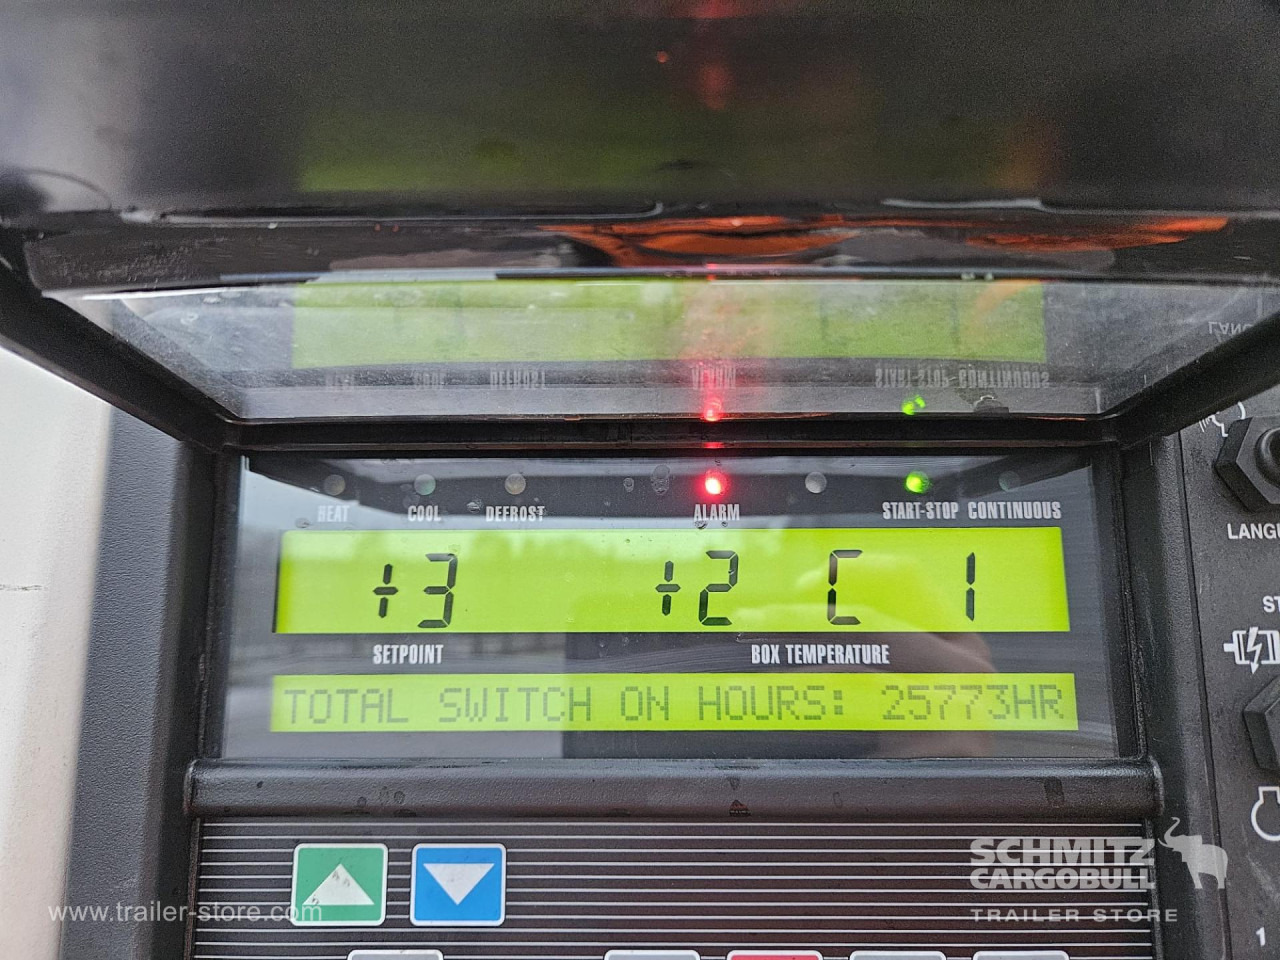 HEAT COOL DEFROST ALARM START-STOP CONTINUOUS
+3 +2 C 1
SETPOINT BOX TEMPERATURE
TOTAL SWITCH ON HOURS: 25773HR
SCHMITZ
CARGOBULL
TRAILER STORE
www.trailer-store.com
1